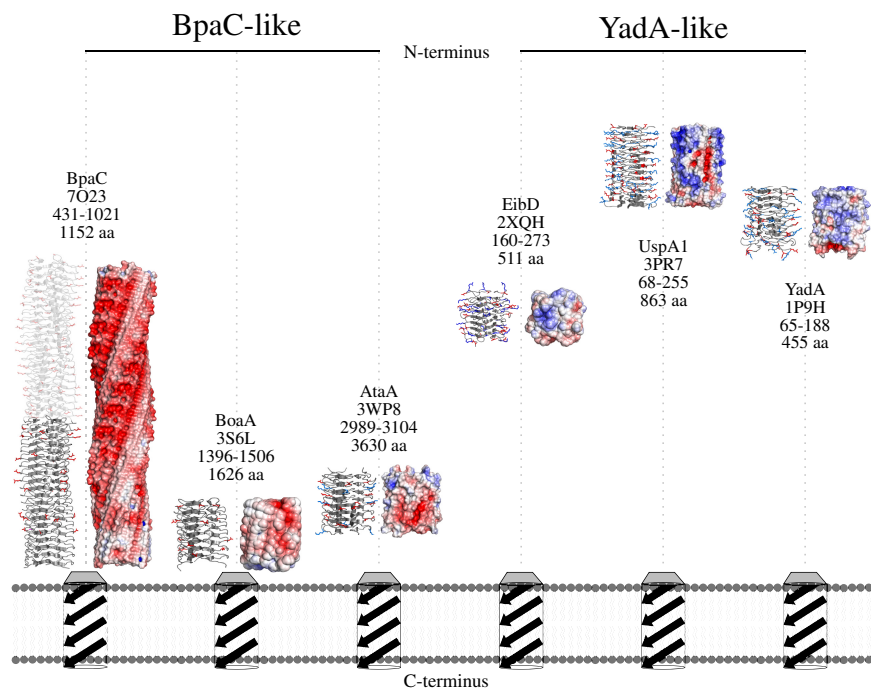 BpaC-like
YadA-like
N-terminus
BpaC
7O23
431-1021
1152 aa
BoaA
3S6L
1396-1506
1626 aa
AtaA
3WP8
2989-3104
3630 aa
EibD
2XQH
160-273
511 aa
UspA1
3PR7
68-255
863 aa
YadA
1P9H
65-188
455 aa
C-terminus